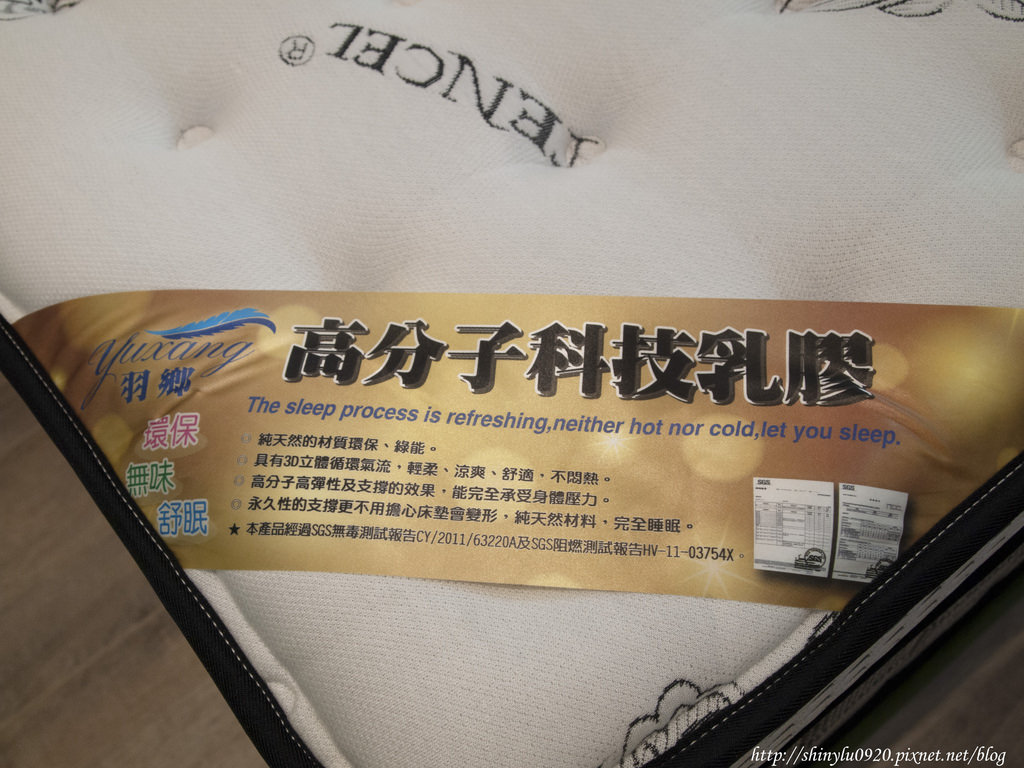 TENCEL®
Yuxang
羽鄉
高分子科技乳膠
The sleep process is refreshing,neither hot nor cold,let you sleep.
環保
無味
舒眠
◎ 純天然的材質環保、綠能。
◎ 具有3D立體循環氣流，輕柔、涼爽、舒適，不悶熱。
◎ 高分子高彈性及支撐的效果，能完全承受身體壓力。
◎ 永久性的支撐更不用擔心床墊會變形，純天然材料，完全睡眠。
★ 本產品經過SGS無毒測試報告CY/2011/63220A及SGS阻燃測試報告HV-11-03754X。
SGS
SGS
http://shinylu0920.pixnet.net/blog